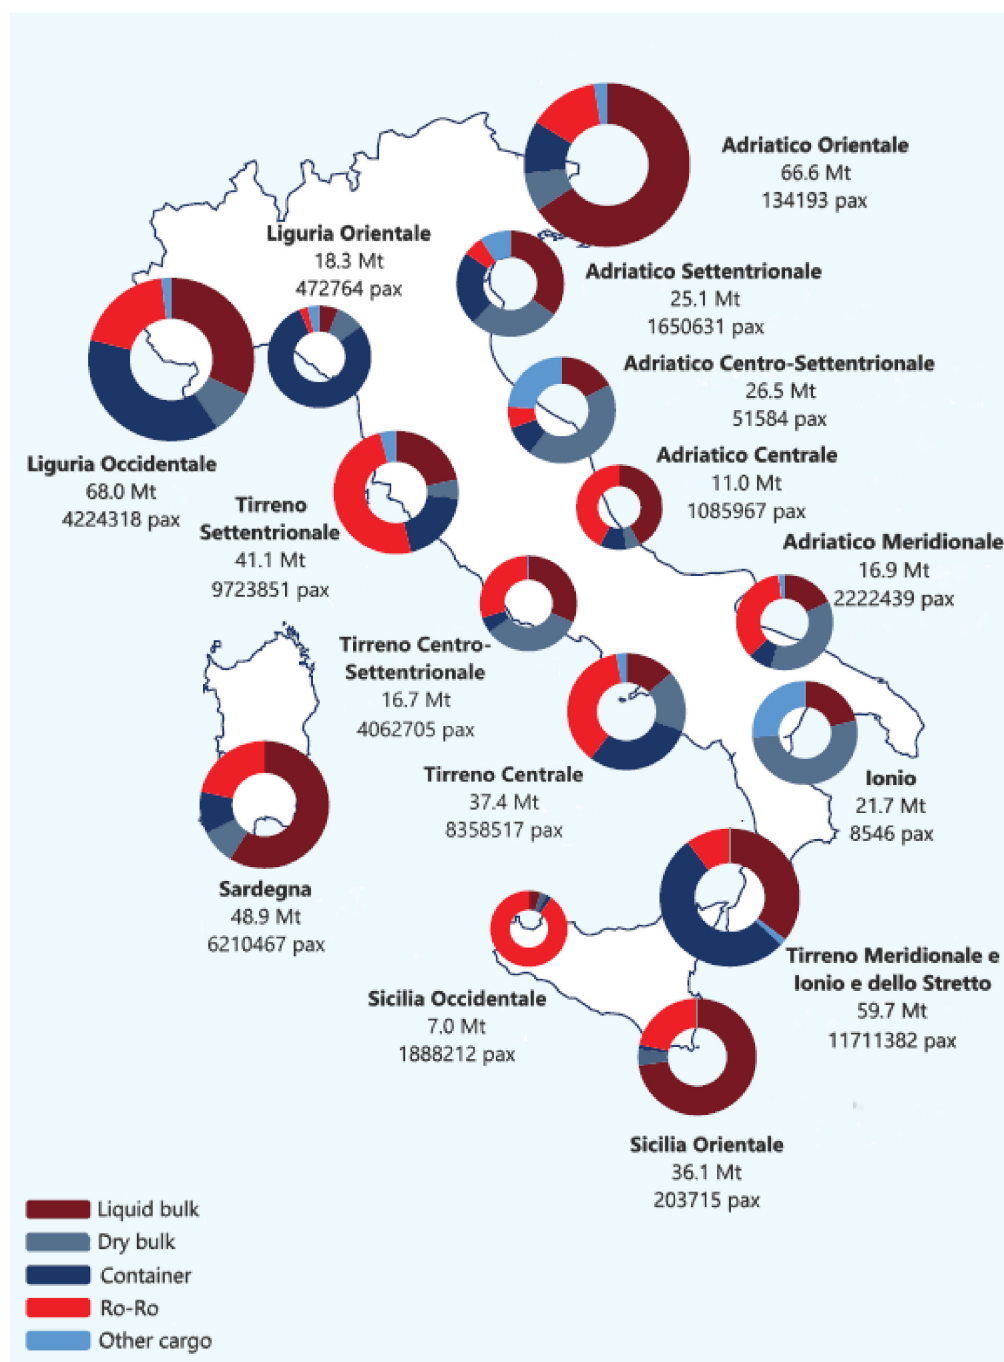 Adriatico Orientale
66.6 Mt
134193 pax
Liguria Orientale
18.3 Mt
472764 pax
Adriatico Settentrionale
25.1 Mt
1650631 pax
Adriatico Centro-Settentrionale
26.5 Mt
51584 pax
Liguria Occidentale
68.0 Mt
4224318 pax
Adriatico Centrale
11.0 Mt
1085967 pax
Tirreno
Settentrionale
41.1 Mt
9723851 pax
Adriatico Meridionale
16.9 Mt
2222439 pax
Tirreno Centro-
Settentrionale
16.7 Mt
4062705 pax
Tirreno Centrale
37.4 Mt
8358517 pax
Ionio
21.7 Mt
8546 pax
Sardegna
48.9 Mt
6210467 pax
Tirreno Meridionale e
Ionio e dello Stretto
59.7 Mt
11711382 pax
Sicilia Occidentale
7.0 Mt
1888212 pax
Sicilia Orientale
36.1 Mt
203715 pax
Liquid bulk
Dry bulk
Container
Ro-Ro
Other cargo